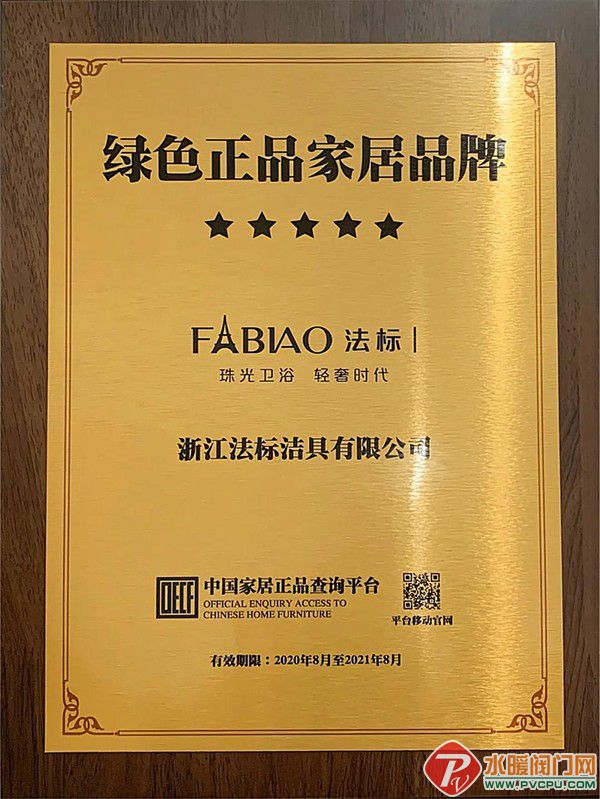 绿色正品家居品牌
★★★★★
FABIAO 法标
珠光卫浴 轻奢时代
浙江法标洁具有限公司
OECF 中国家居正品查询平台
OFFICIAL ENQUIRY ACCESS TO
CHINESE HOME FURNITURE
平台移动官网
有效期限：2020年8月至2021年8月
PV 水暖阀门网
WWW.PVCPU.COM